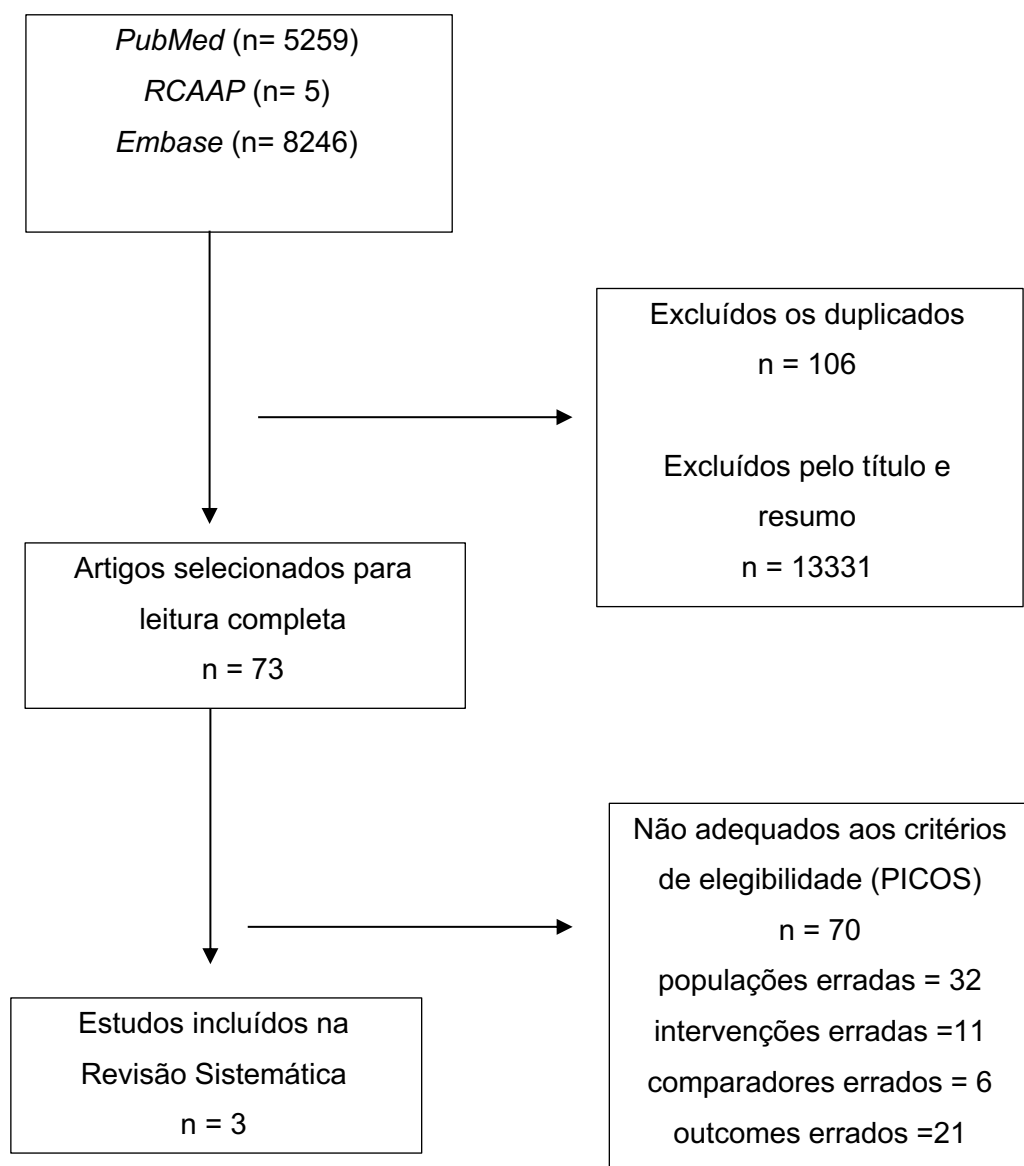 PubMed (n= 5259)
RCAAP (n= 5)
Embase (n= 8246)
Excluídos os duplicados
n = 106
Excluídos pelo título e
resumo
n = 13331
Artigos selecionados para
leitura completa
n = 73
Não adequados aos critérios
de elegibilidade (PICOS)
n = 70
populações erradas = 32
intervenções erradas =11
comparadores errados = 6
outcomes errados =21
Estudos incluídos na
Revisão Sistemática
n = 3